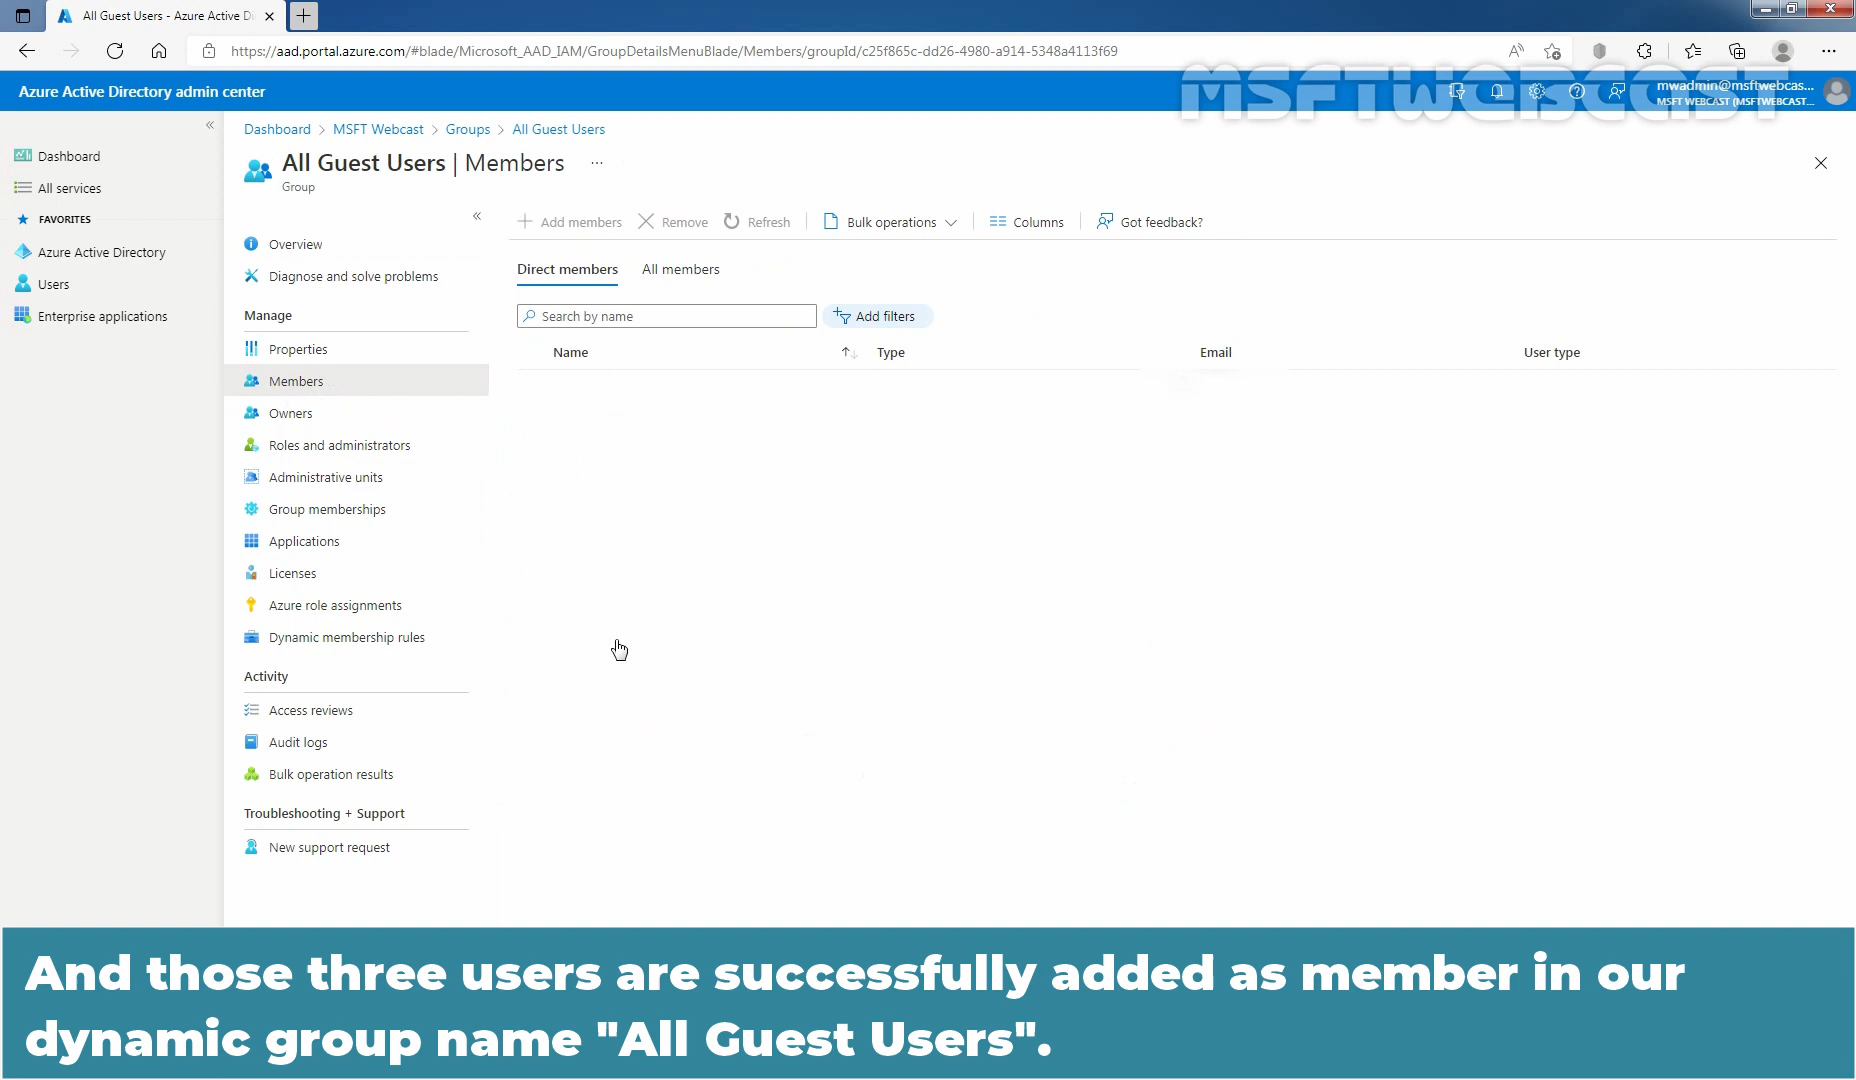 All Guest Users - Azure Active Di
https://aad.portal.azure.com/#blade/Microsoft_AAD_IAM/GroupDetailsMenuBlade/Members/groupId/c25f865c-dd26-4980-a914-5348a4113f69
MSFTWEBCAST
Azure Active Directory admin center
mwadmin@msftwebcas...
MSFT WEBCAST (MSFTWEBCAST....
Dashboard > MSFT Webcast > Groups > All Guest Users
All Guest Users | Members ...
Group
Dashboard
All services
FAVORITES
Azure Active Directory
Users
Enterprise applications
Overview
Diagnose and solve problems
Manage
Properties
Members
Owners
Roles and administrators
Administrative units
Group memberships
Applications
Licenses
Azure role assignments
Dynamic membership rules
Activity
Access reviews
Audit logs
Bulk operation results
Troubleshooting + Support
New support request
Add members Remove Refresh Bulk operations Columns Got feedback?
Direct members All members
Search by name Add filters
Name Type Email User type
And those three users are successfully added as member in our
dynamic group name "All Guest Users".